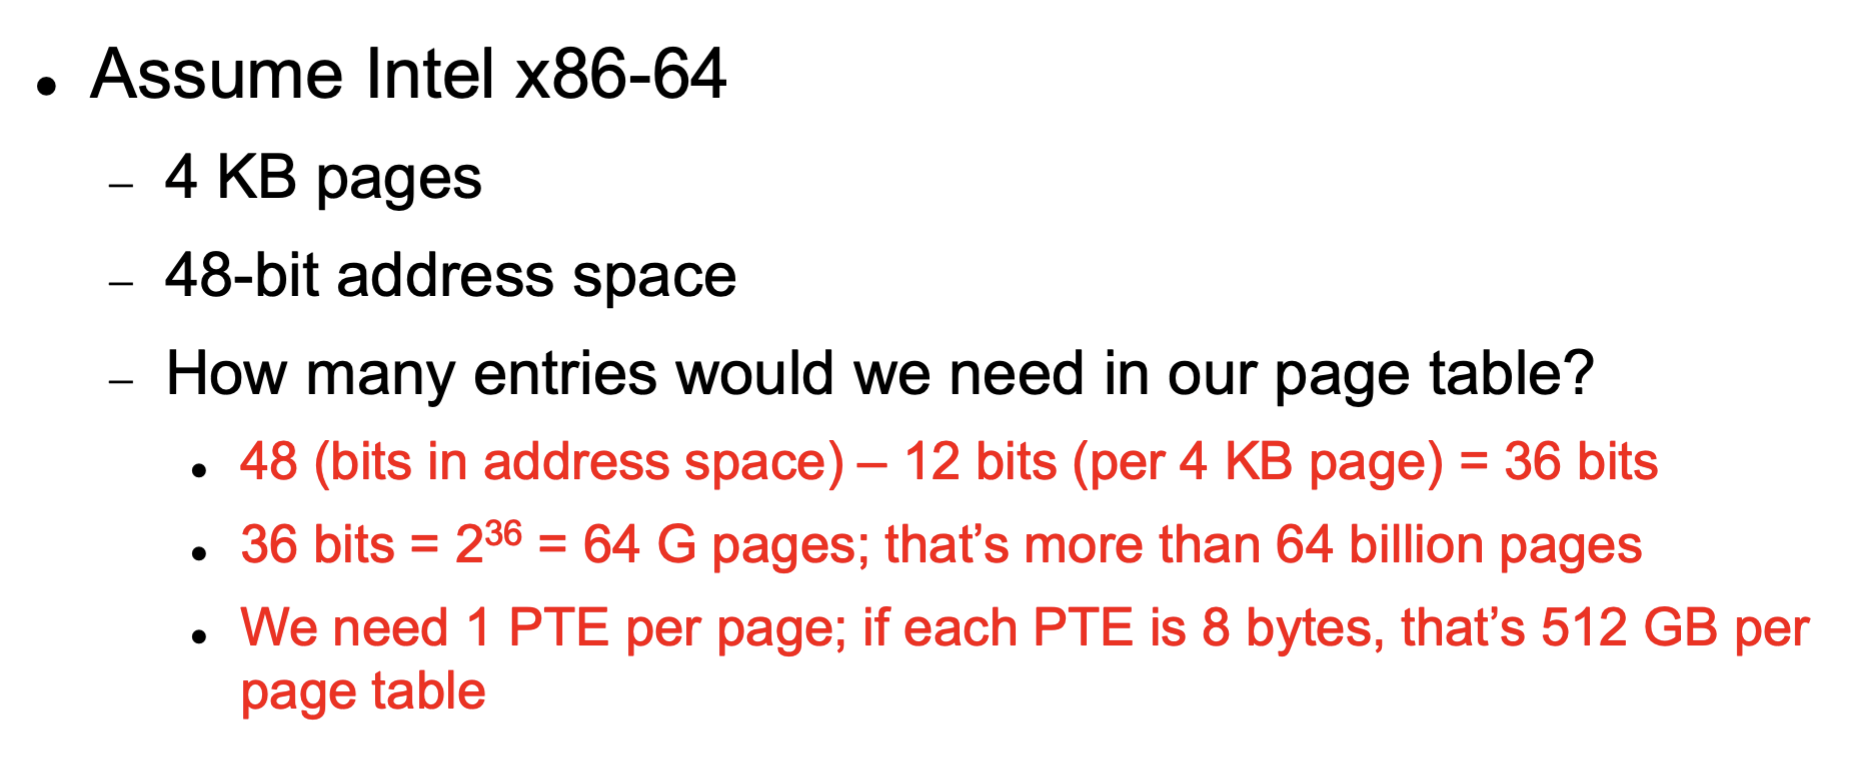 • Assume Intel x86-64
– 4 KB pages
– 48-bit address space
– How many entries would we need in our page table?
• 48 (bits in address space) – 12 bits (per 4 KB page) = 36 bits
• 36 bits = 2³⁶ = 64 G pages; that’s more than 64 billion pages
• We need 1 PTE per page; if each PTE is 8 bytes, that’s 512 GB per
page table